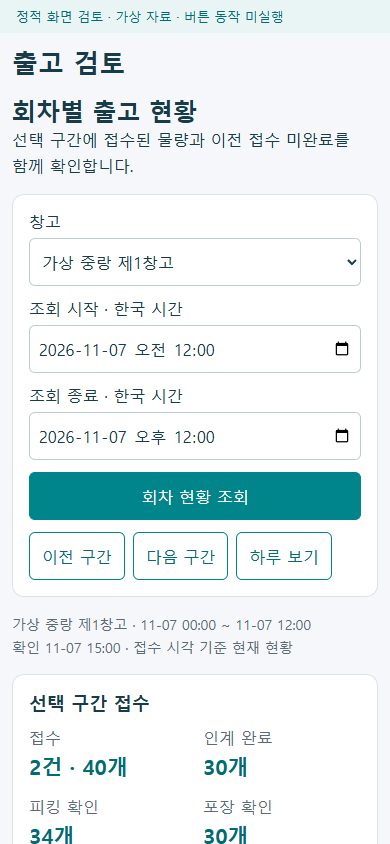 정적 화면 검토 · 가상 자료 · 버튼 동작 미실행
출고 검토
회차별 출고 현황
선택 구간에 접수된 물량과 이전 접수 미완료를
함께 확인합니다.
창고
가상 중랑 제1창고
조회 시작 · 한국 시간
2026-11-07 오전 12:00
조회 종료 · 한국 시간
2026-11-07 오후 12:00
회차 현황 조회
이전 구간 다음 구간 하루 보기
가상 중랑 제1창고 · 11-07 00:00 ~ 11-07 12:00
확인 11-07 15:00 · 접수 시각 기준 현재 현황
선택 구간 접수
접수 인계 완료
2건 · 40개 30개
피킹 확인 포장 확인
34개 30개